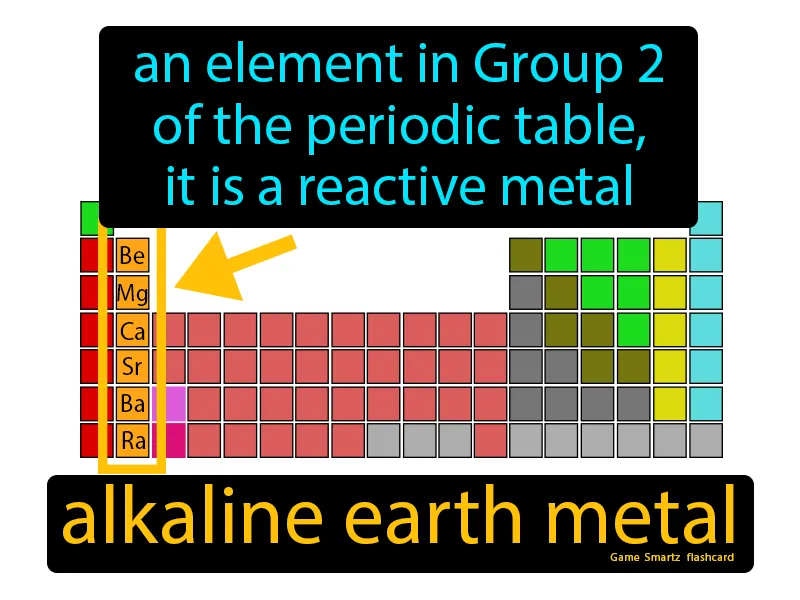 an element in Group 2
of the periodic table,
it is a reactive metal
Be
Mg
Ca
Sr
Ba
Ra
alkaline earth metal
Game Smartz flashcard